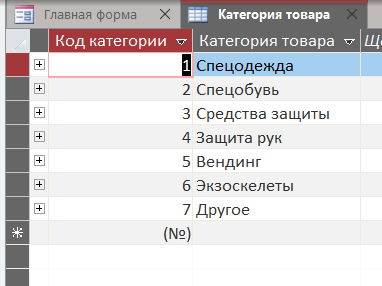 Главная форма Категория товара
Код категории Категория товара Ще
1 Спецодежда
2 Спецобувь
3 Средства защиты
4 Защита рук
5 Вендинг
6 Экзоскелеты
7 Другое
(№)